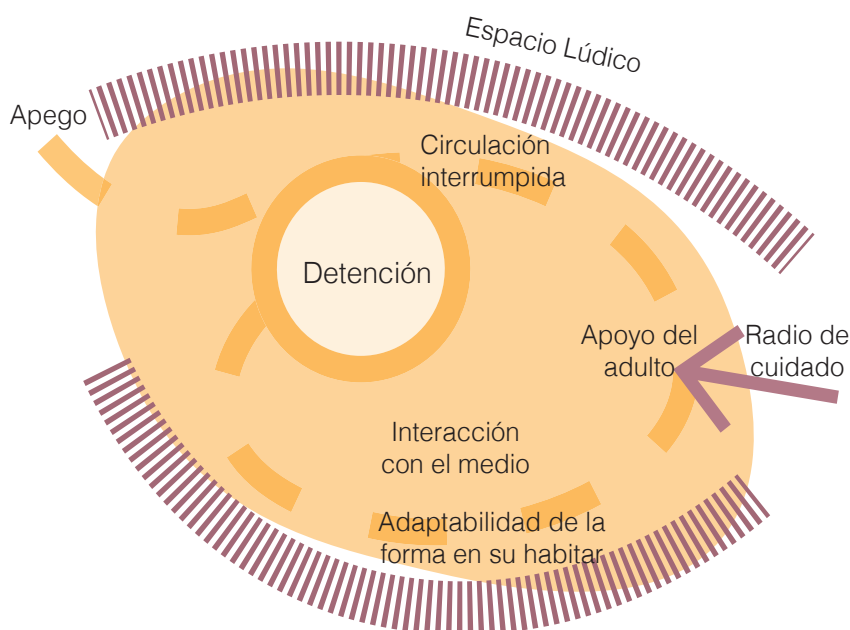 Espacio Lúdico
Apego
Circulación
interrumpida
Detención
Apoyo del
adulto
Radio de
cuidado
Interacción
con el medio
Adaptabilidad de la
forma en su habitar